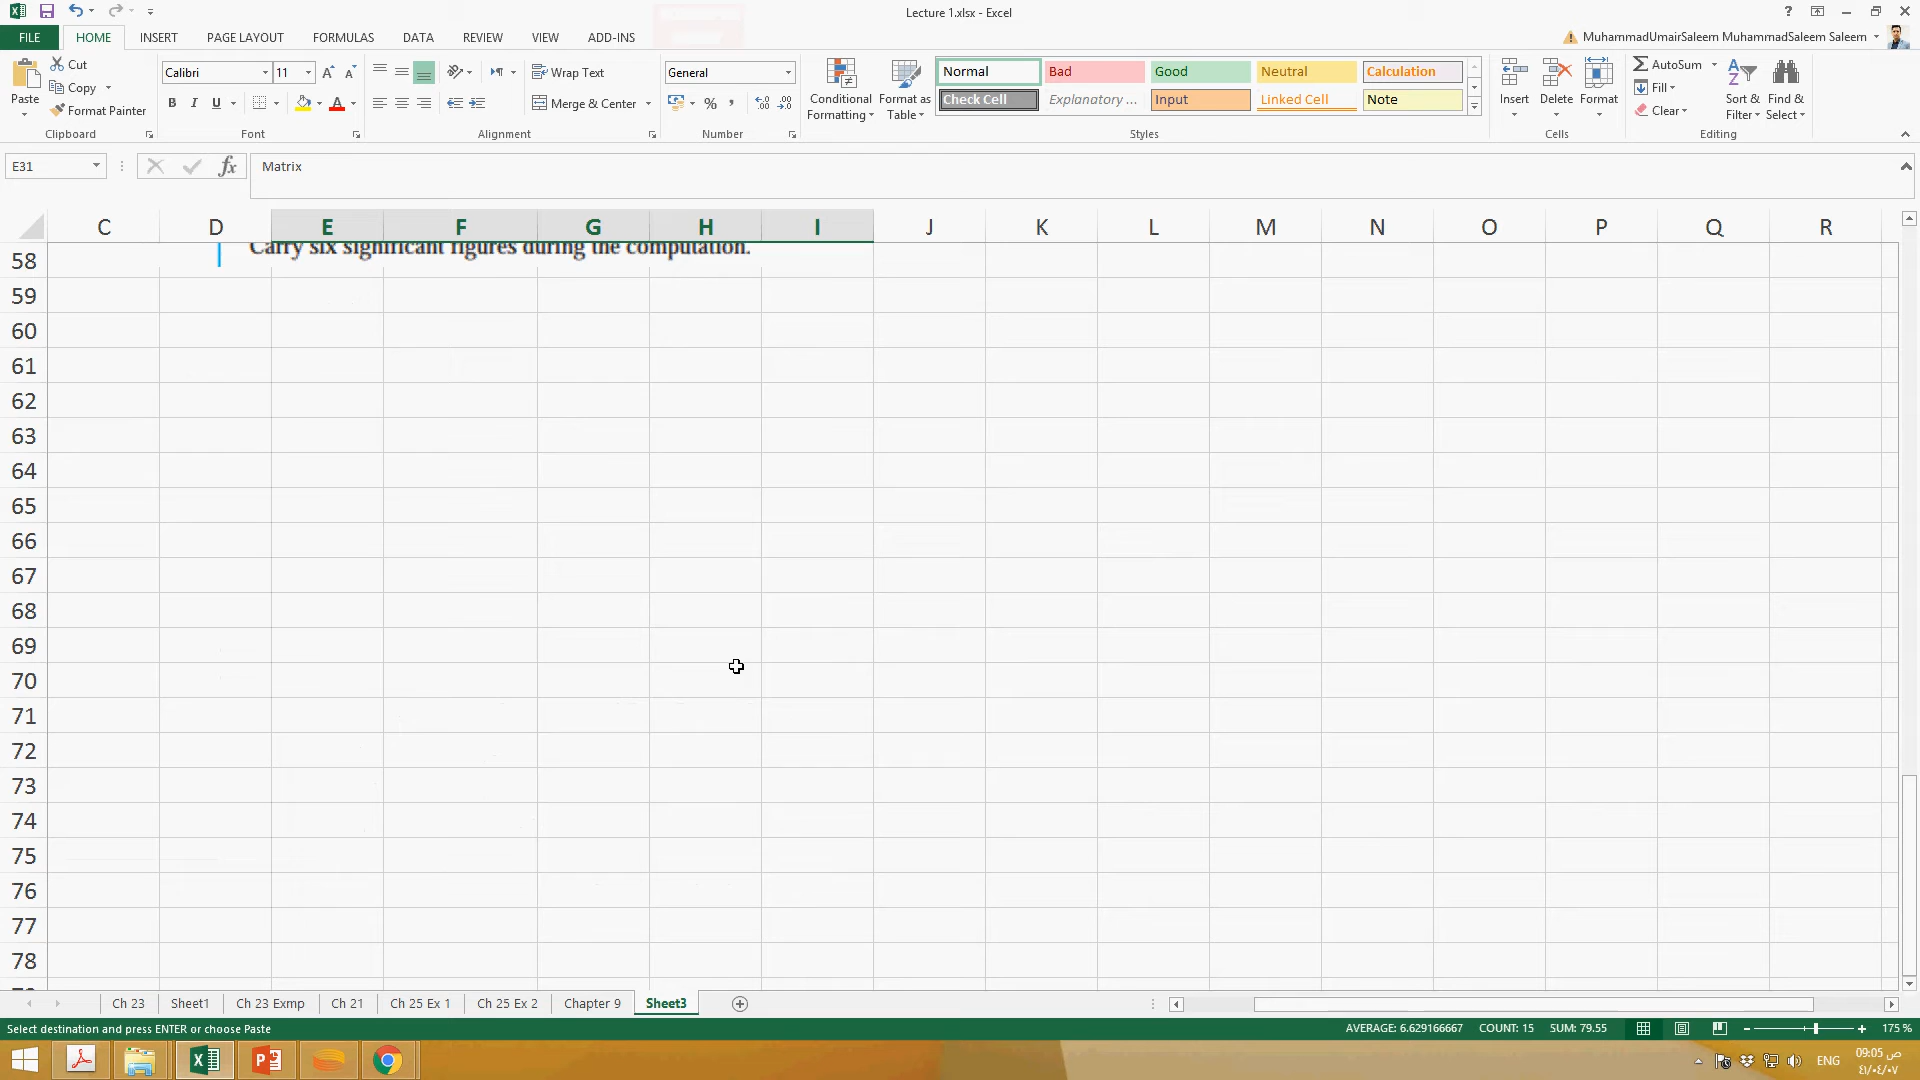 Lecture 1.xlsx - Excel
?
FILE HOME INSERT PAGE LAYOUT FORMULAS DATA REVIEW VIEW ADD-INS
MuhammadUmairSaleem MuhammadSaleem Saleem
Paste
Cut
Copy
Format Painter
Clipboard
Calibri 11
B I U A
Font
Wrap Text
Merge & Center
Alignment
General
% ,
Number
Conditional Formatting
Format as Table
Normal Bad Good Neutral Calculation
Check Cell Explanatory ... Input Linked Cell Note
Styles
Insert Delete Format
Cells
AutoSum
Fill
Clear
Sort & Filter
Find & Select
Editing
E31 fx Matrix
C D E F G H I J K L M N O P Q R
58 Carry six significant figures during the computation.
59
60
61
62
63
64
65
66
67
68
69
70
71
72
73
74
75
76
77
78
Ch 23 Sheet1 Ch 23 Exmp Ch 21 Ch 25 Ex 1 Ch 25 Ex 2 Chapter 9 Sheet3
Select destination and press ENTER or choose Paste AVERAGE: 6.629166667 COUNT: 15 SUM: 79.55 175 %
ENG
09:05 ص
٤١/٠٤/٠٧